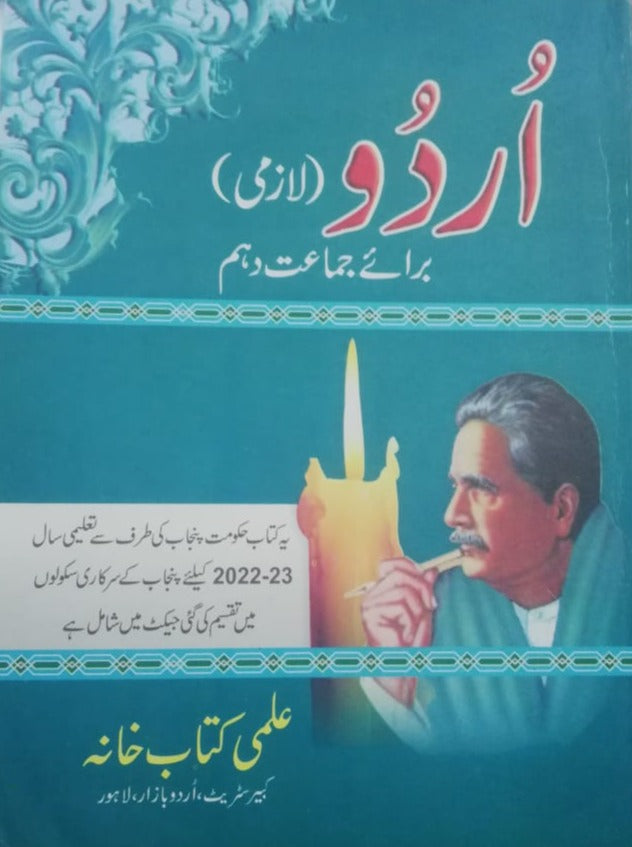 اُردُو (لازمی)
برائے جماعت دہم
یہ کتاب حکومت پنجاب کی طرف سے تعلیمی سال
2022-23 کیلئے پنجاب کے سرکاری سکولوں
میں تقسیم کی گئی جیکٹ میں شامل ہے
علمی کتاب خانہ
کبیر سٹریٹ، اُردو بازار، لاہور